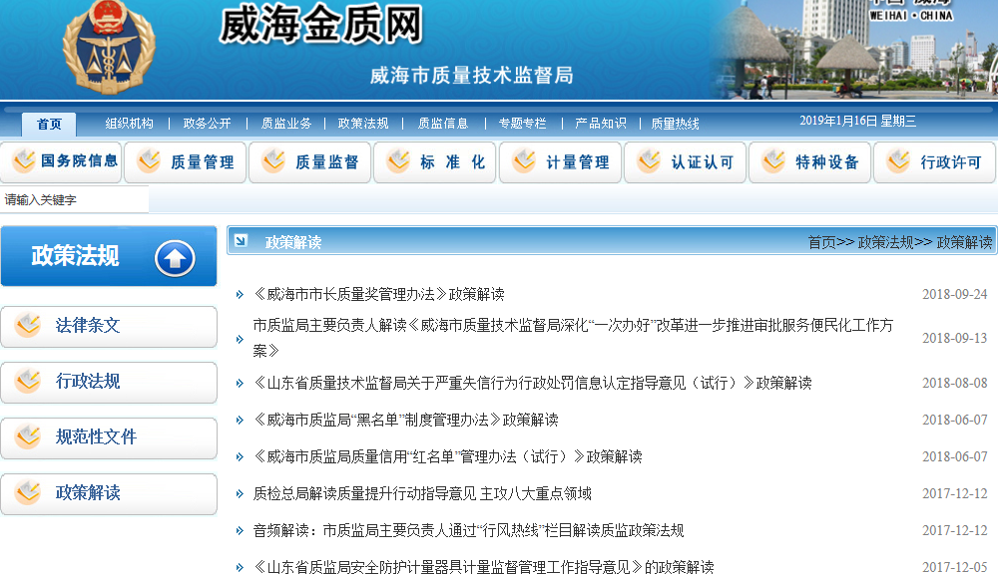 威海金质网
威海市质量技术监督局
中国·威海
WEIHAI·CHINA
首页 组织机构 | 政务公开 | 质监业务 | 政策法规 | 质监信息 | 专题专栏 | 产品知识 | 质量热线 2019年1月16日 星期三
国务院信息 质量管理 质量监督 标 准 化 计量管理 认证认可 特种设备 行政许可
请输入关键字
政策法规
法律条文
行政法规
规范性文件
政策解读
政策解读 首页>> 政策法规>> 政策解读
《威海市市长质量奖管理办法》政策解读 2018-09-24
市质监局主要负责人解读《威海市质量技术监督局深化“一次办好”改革进一步推进审批服务便民化工作方
案》 2018-09-13
《山东省质量技术监督局关于严重失信行为行政处罚信息认定指导意见（试行）》政策解读 2018-08-08
《威海市质监局“黑名单”制度管理办法》政策解读 2018-06-07
《威海市质监局质量信用“红名单”管理办法（试行）》政策解读 2018-06-07
质检总局解读质量提升行动指导意见 主攻八大重点领域 2017-12-12
音频解读：市质监局主要负责人通过“行风热线”栏目解读质监政策法规 2017-12-12
《山东省质监局安全防护计量器具计量监督管理工作指导意见》的政策解读 2017-12-05